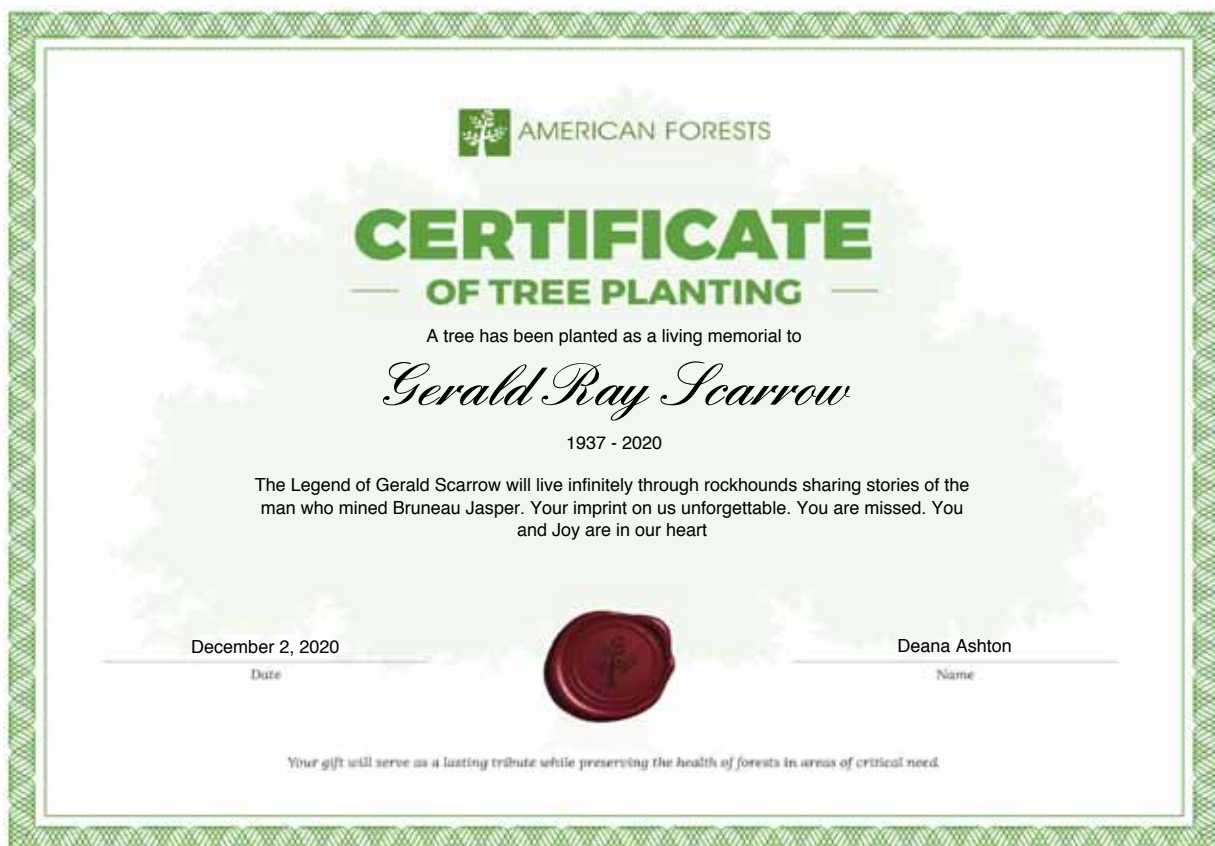 AMERICAN FORESTS
CERTIFICATE
OF TREE PLANTING
A tree has been planted as a living memorial to
Gerald Ray Scarrow
1937 - 2020
The Legend of Gerald Scarrow will live infinitely through rockhounds sharing stories of the
man who mined Bruneau Jasper. Your imprint on us unforgettable. You are missed. You
and Joy are in our heart
December 2, 2020
Date
Deana Ashton
Name
Your gift will serve as a lasting tribute while preserving the health of forests in areas of critical need.